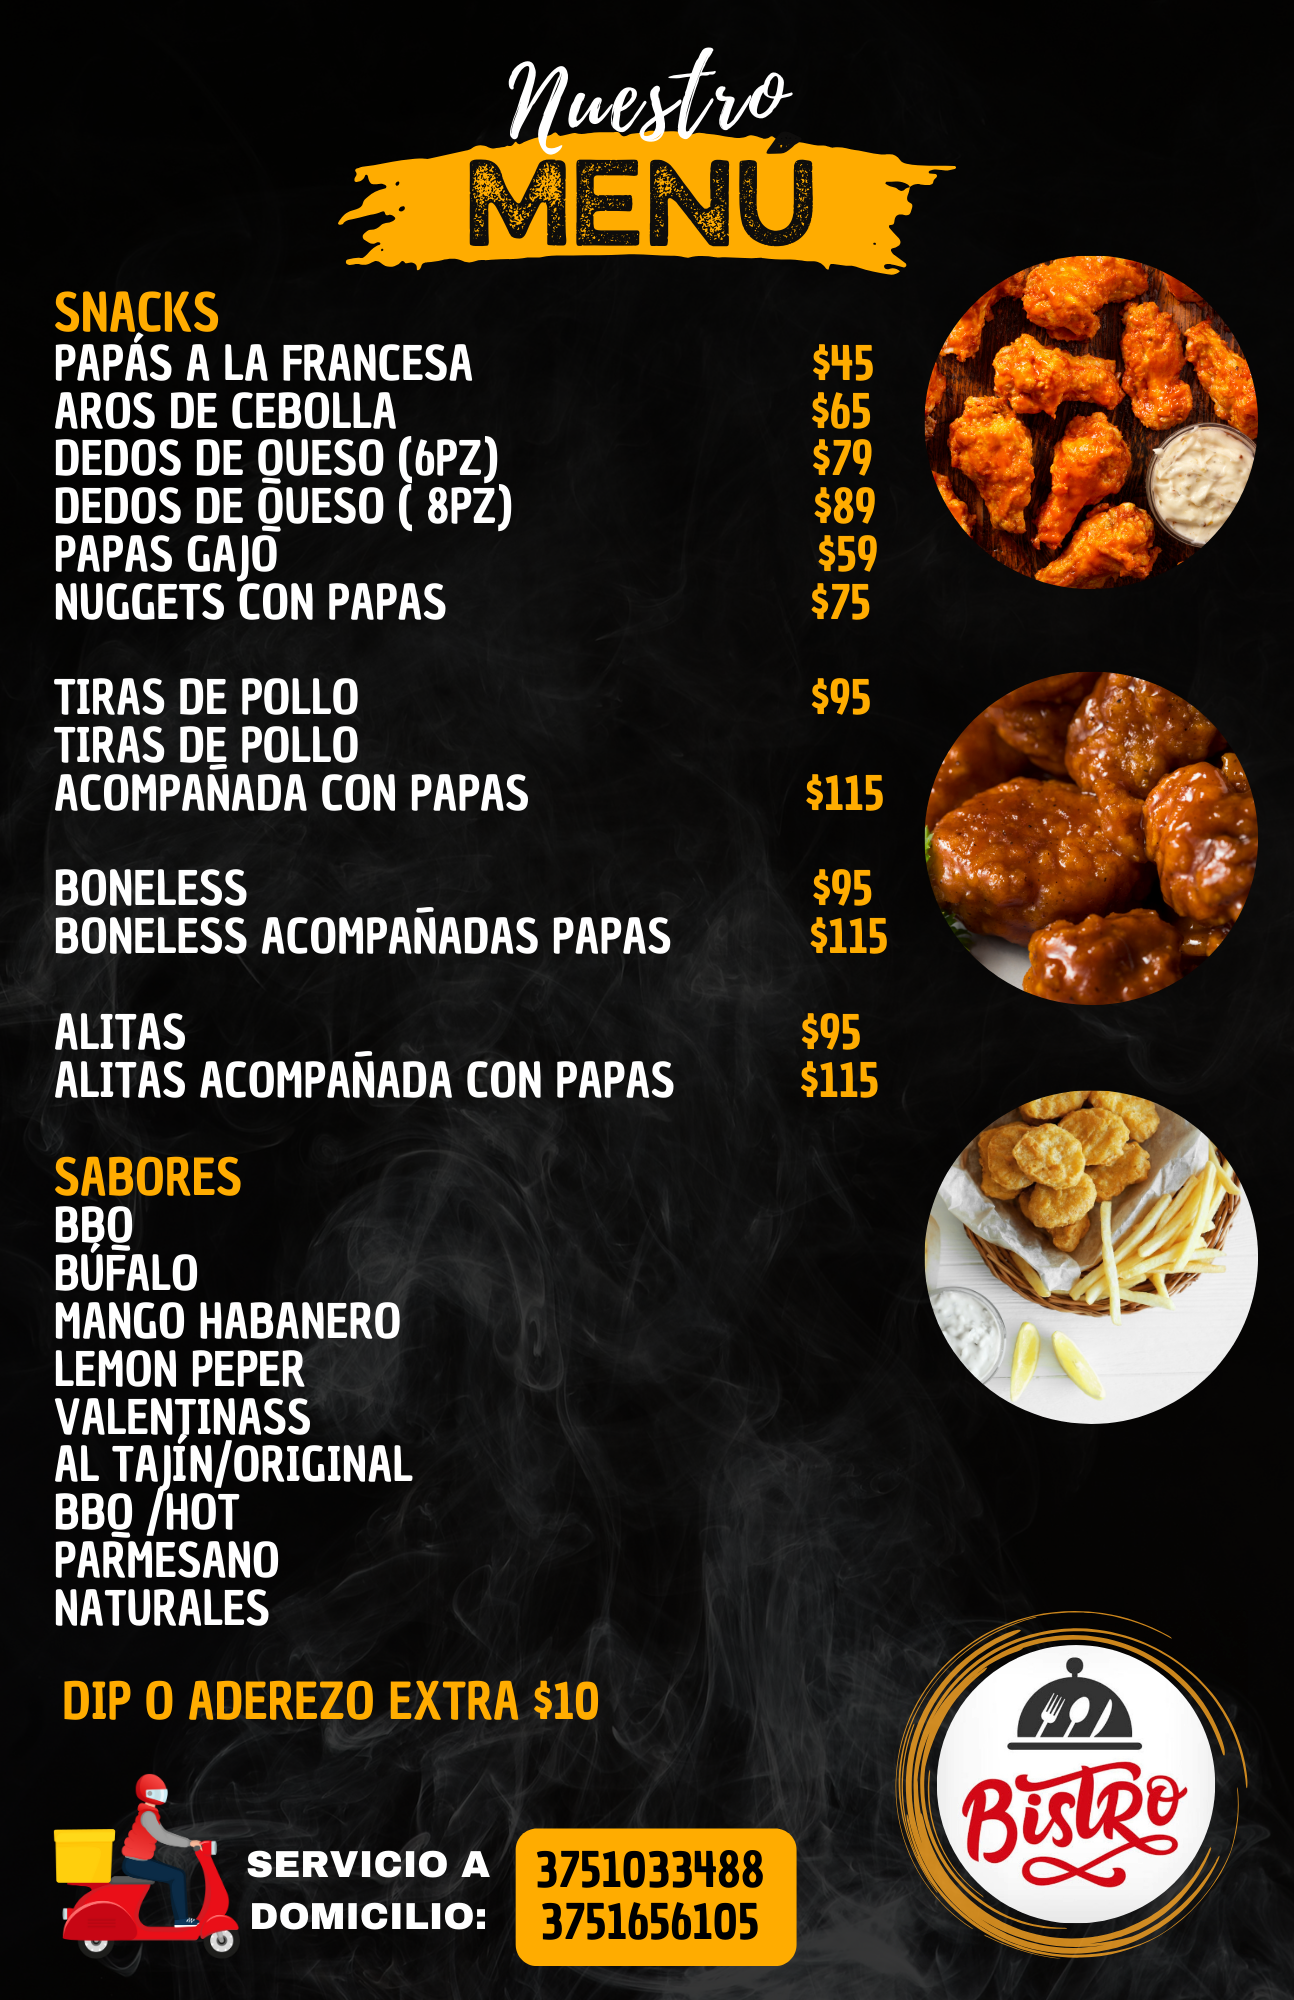 Nuestro
MENÚ
SNACKS
PAPÁS A LA FRANCESA $45
AROS DE CEBOLLA $65
DEDOS DE QUESO (6PZ) $79
DEDOS DE QUESO ( 8PZ) $89
PAPAS GAJO $59
NUGGETS CON PAPAS $75
TIRAS DE POLLO $95
TIRAS DE POLLO
ACOMPAÑADA CON PAPAS $115
BONELESS $95
BONELESS ACOMPAÑADAS PAPAS $115
ALITAS $95
ALITAS ACOMPAÑADA CON PAPAS $115
SABORES
BBQ
BÚFALO
MANGO HABANERO
LEMON PEPER
VALENTINASS
AL TAJÍN/ORIGINAL
BBQ /HOT
PARMESANO
NATURALES
DIP O ADEREZO EXTRA $10
SERVICIO A
DOMICILIO:
3751033488
3751656105
BISTRO